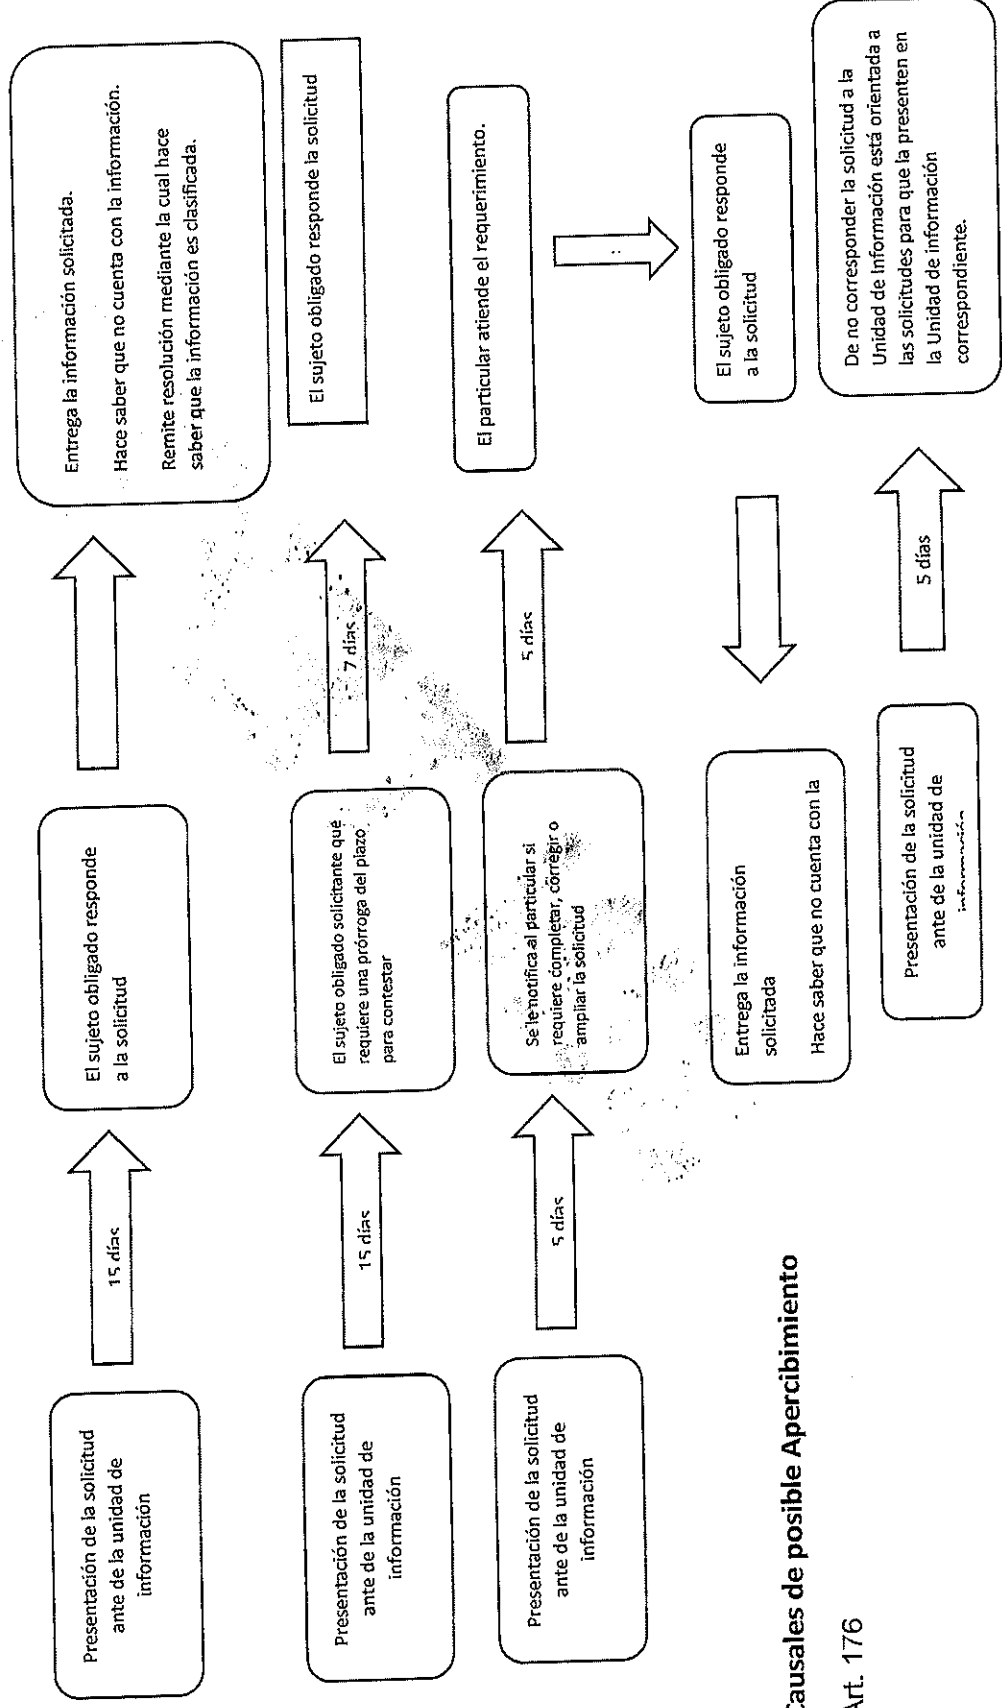 Presentación de la solicitud
ante de la unidad de
información
15 días
El sujeto obligado responde
a la solicitud
Entrega la información solicitada.
Hace saber que no cuenta con la información.
Remite resolución mediante la cual hace
saber que la información es clasificada.
Presentación de la solicitud
ante de la unidad de
información
15 días
El sujeto obligado solicitante que
requiere una prórroga del plazo
para contestar
7 días
El sujeto obligado responde la solicitud
Presentación de la solicitud
ante de la unidad de
información
5 días
Se le notifica al particular si
requiere completar, corregir o
ampliar la solicitud
5 días
El particular atiende el requerimiento.
El sujeto obligado responde
a la solicitud
Entrega la información
solicitada
Hace saber que no cuenta con la
Presentación de la solicitud
ante de la unidad de
información
5 días
De no corresponder la solicitud a la
Unidad de Información está orientada a
las solicitudes para que la presenten en
la Unidad de información
correspondiente.
Causales de posible Apercibimiento
Art. 176